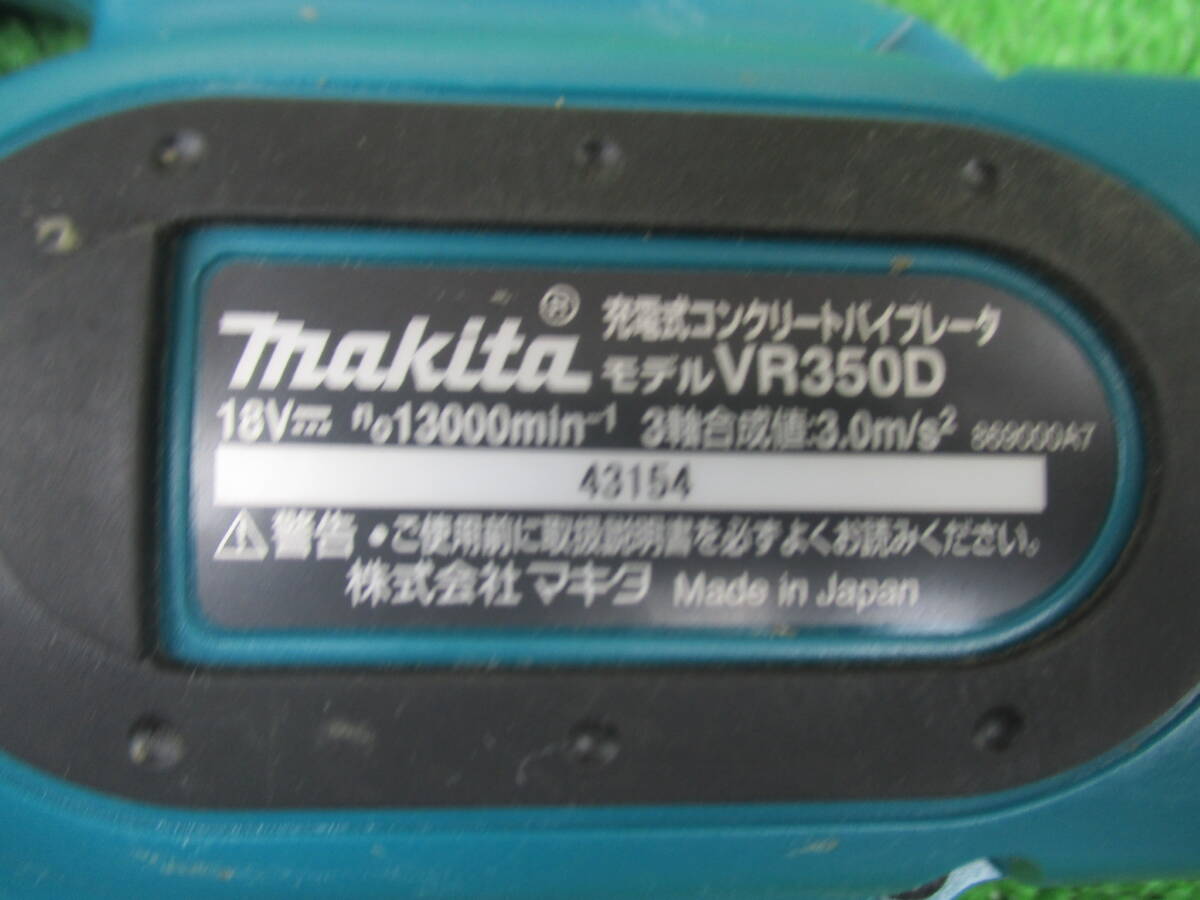 makita® 充電式コンクリートバイブレータ
モデルVR350D
18V⎓ n₀13000min⁻¹ 3軸合成値:3.0m/s² 869000A7
43154
⚠警告・ご使用前に取扱説明書を必ずよくお読みください。
株式会社マキタ Made in Japan